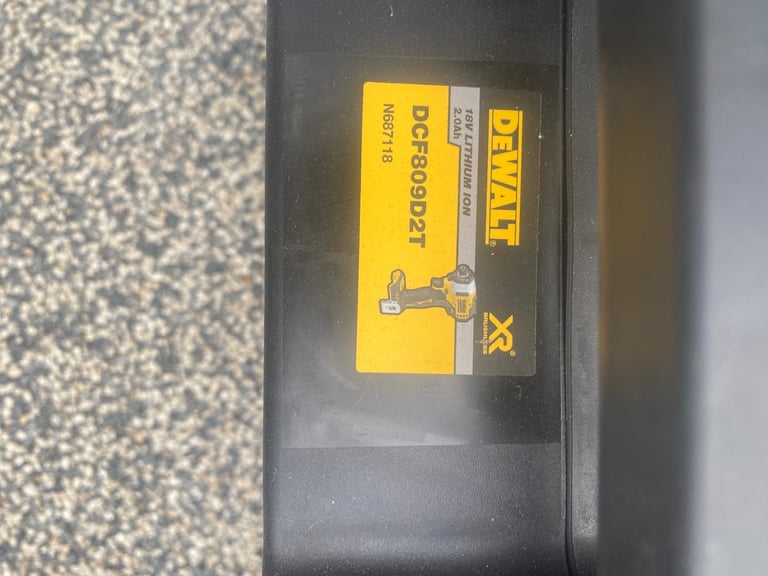 DEWALT®
XR®
BRUSHLESS
18V LITHIUM ION
2.0Ah
DCF809D2T
N687118